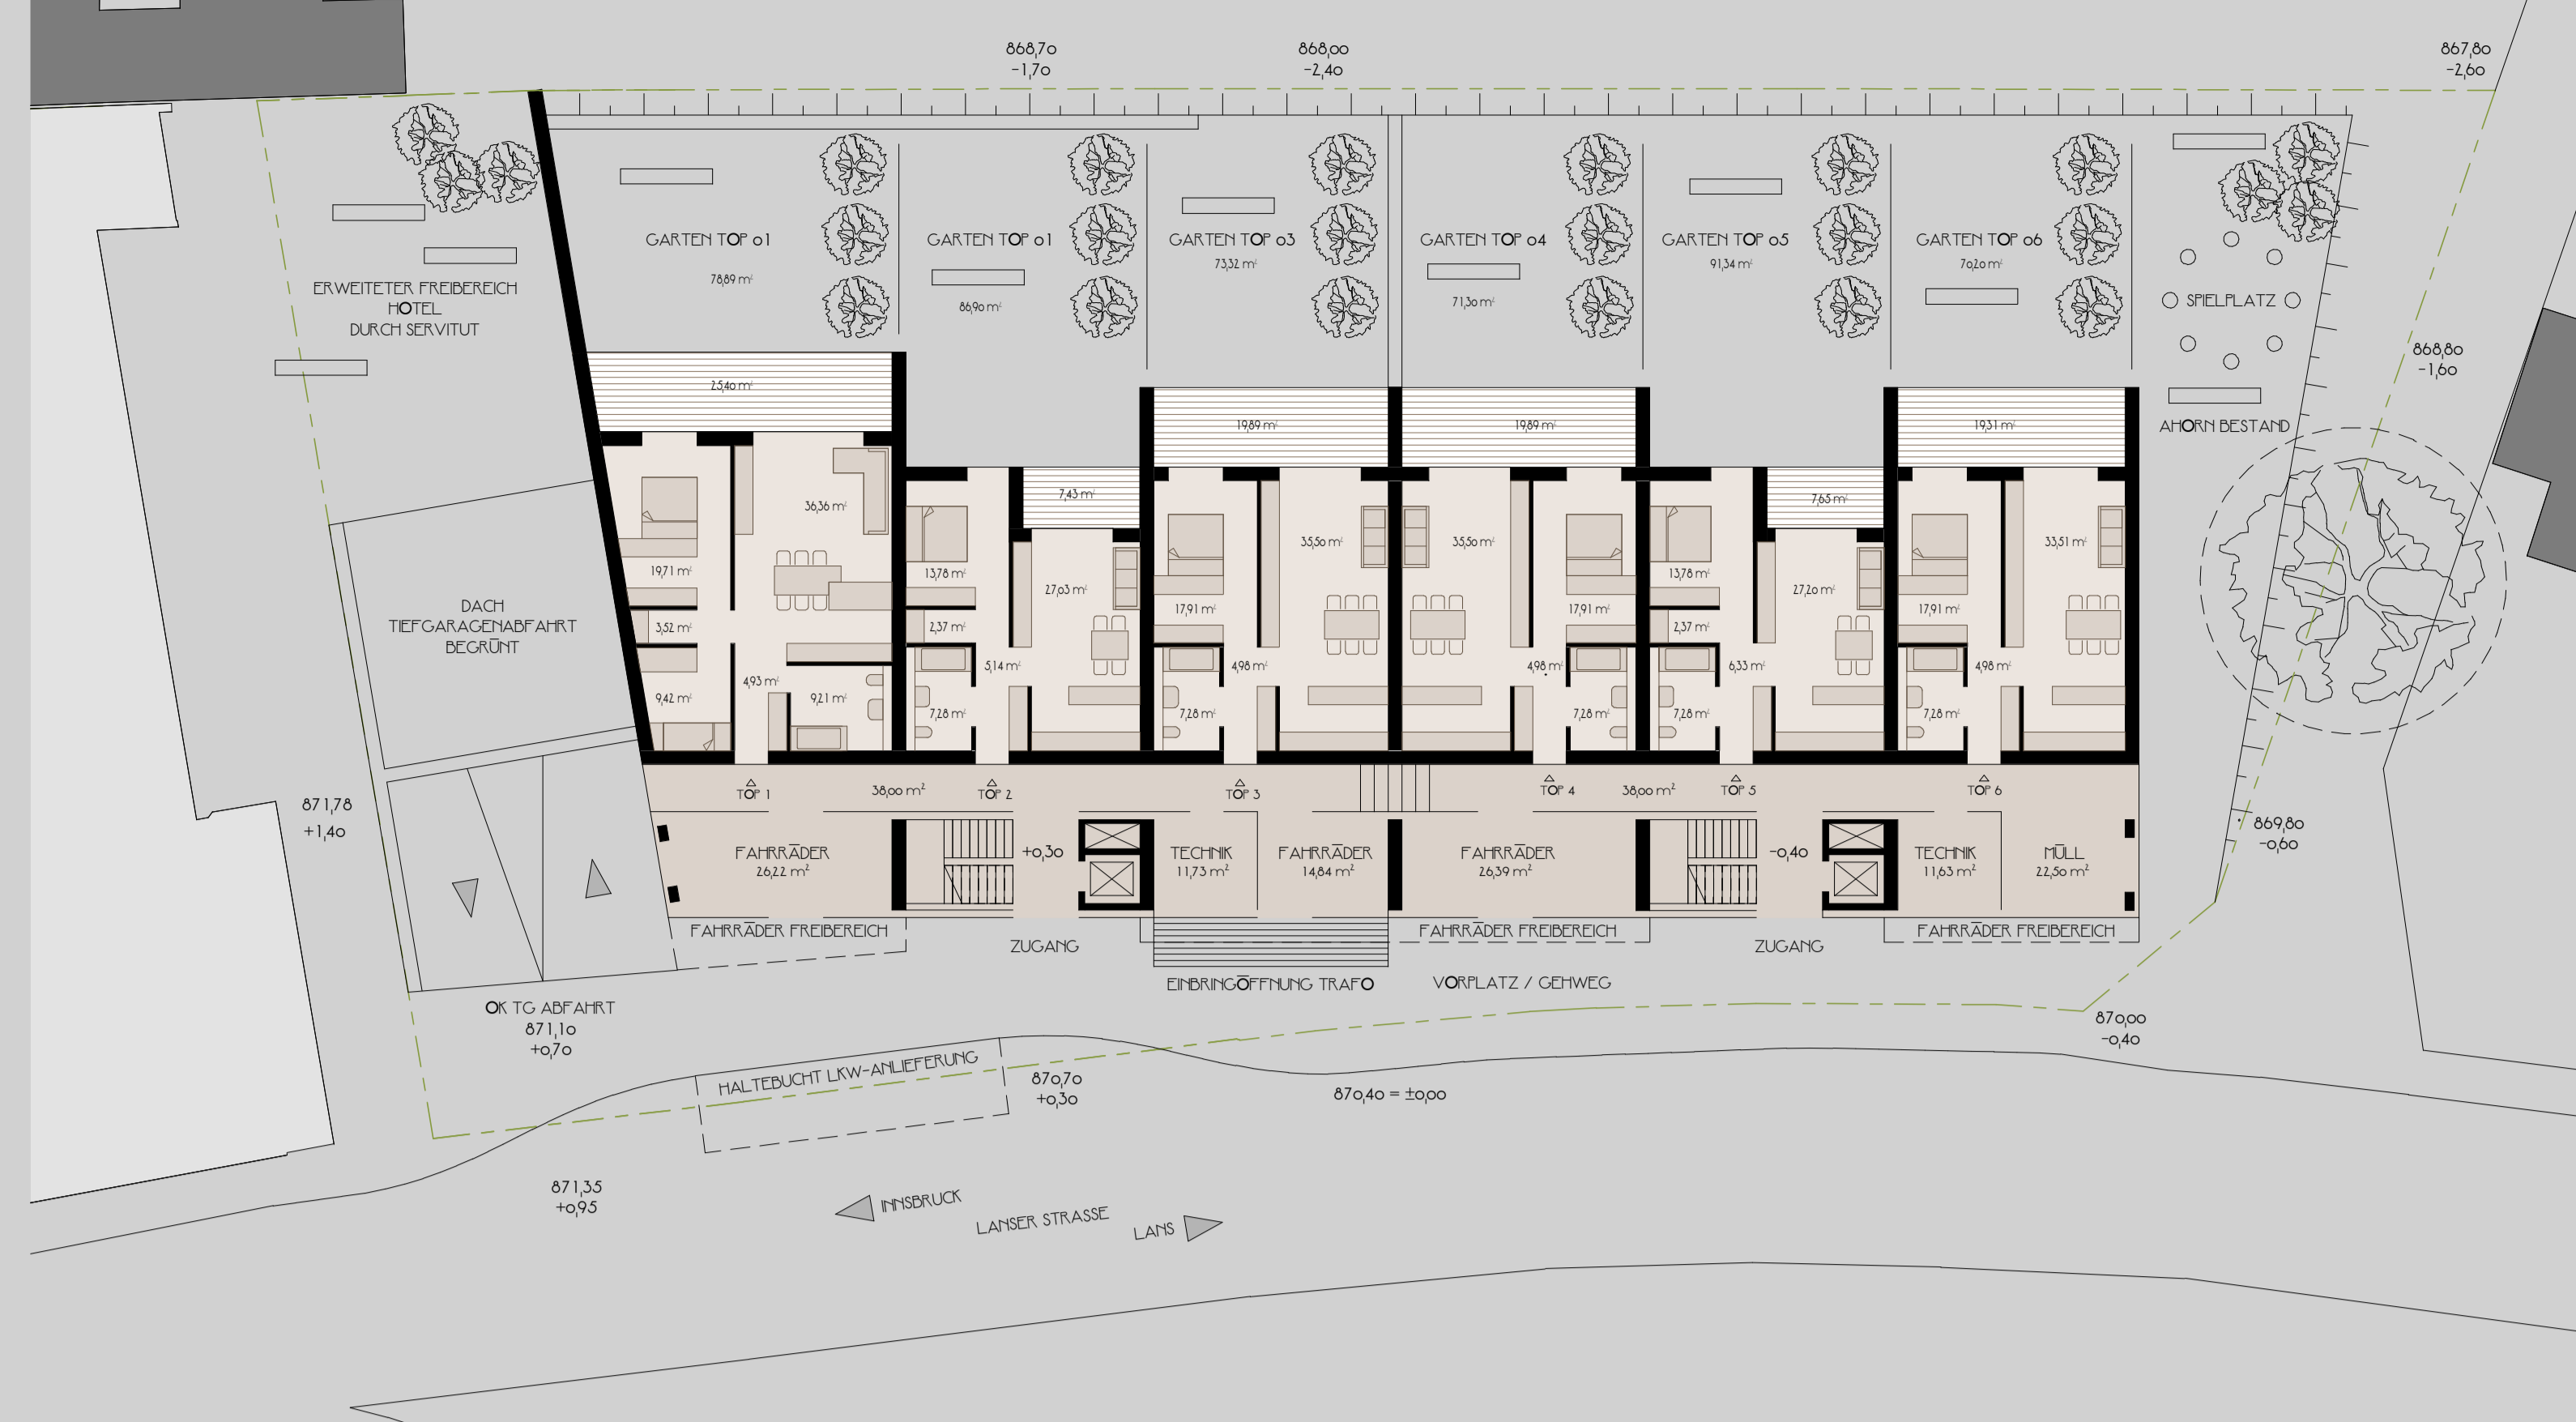 868,70
-1,70
868,00
-2,40
867,80
-2,60
GARTEN TOP 01
78,89 m²
GARTEN TOP 01
86,90 m²
GARTEN TOP 03
73,32 m²
GARTEN TOP 04
71,30 m²
GARTEN TOP 05
91,34 m²
GARTEN TOP 06
70,20 m²
ERWEITETER FREIBEREICH
HOTEL
DURCH SERVITUT
SPIELPLATZ
868,80
-1,60
AHORN BESTAND
25,40 m²
19,89 m²
19,89 m²
19,31 m²
7,43 m²
7,65 m²
36,36 m²
35,50 m²
35,50 m²
33,51 m²
19,71 m²
13,78 m²
27,03 m²
17,91 m²
17,91 m²
13,78 m²
27,20 m²
17,91 m²
3,52 m²
2,37 m²
2,37 m²
DACH
TIEFGARAGENABFAHRT
BEGRÜNT
4,93 m²
5,14 m²
4,98 m²
4,98 m²
6,33 m²
4,98 m²
9,42 m²
9,21 m²
7,28 m²
7,28 m²
7,28 m²
7,28 m²
7,28 m²
TOP 1
38,00 m²
TOP 2
TOP 3
TOP 4
38,00 m²
TOP 5
TOP 6
871,78
+1,40
869,80
-0,60
FAHRRÄDER
26,22 m²
+0,30
TECHNIK
11,73 m²
FAHRRÄDER
14,84 m²
FAHRRÄDER
26,39 m²
-0,40
TECHNIK
11,63 m²
MÜLL
22,50 m²
FAHRRÄDER FREIBEREICH
ZUGANG
FAHRRÄDER FREIBEREICH
ZUGANG
FAHRRÄDER FREIBEREICH
EINBRINGÖFFNUNG TRAFO
VORPLATZ / GEHWEG
OK TG ABFAHRT
871,10
+0,70
870,00
-0,40
HALTEBUCHT LKW-ANLIEFERUNG
870,70
+0,30
870,40 = ±0,00
871,35
+0,95
INNSBRUCK
LANSER STRASSE
LANS